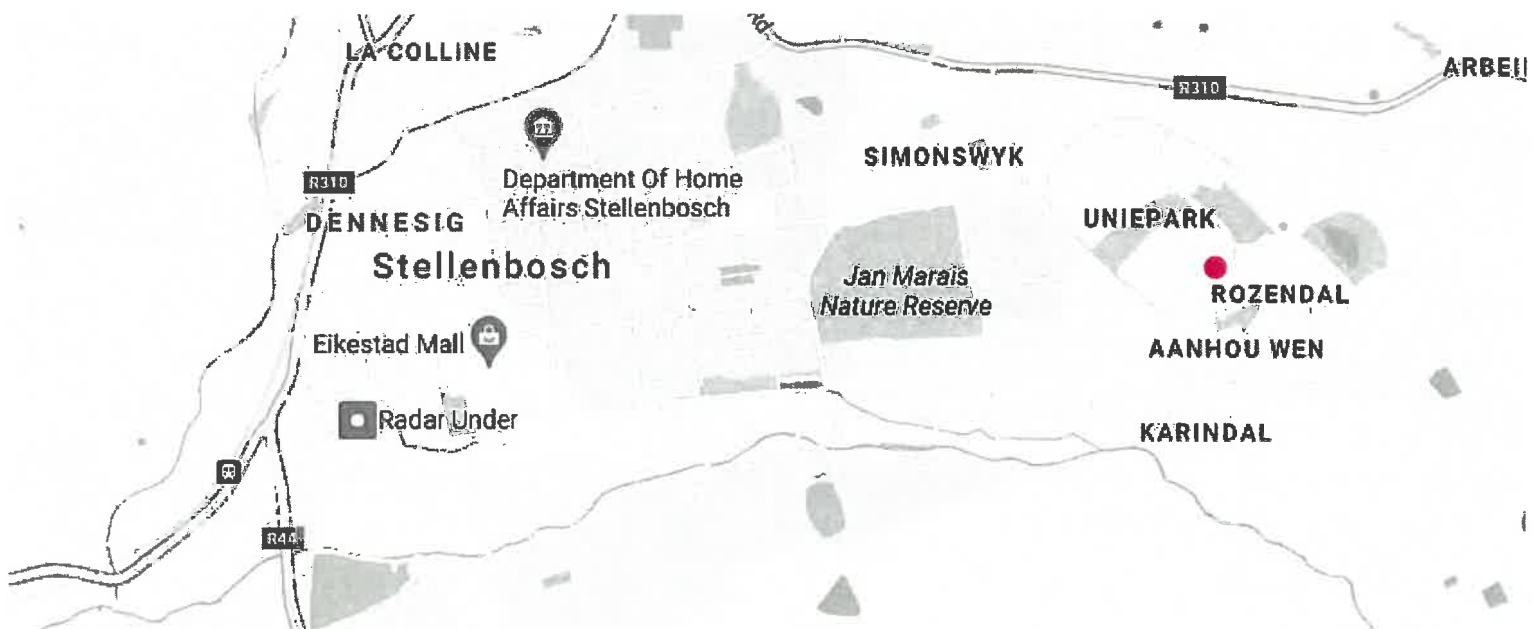 LA COLLINE
Rd
R310
ARBEI
SIMONSWYK
Department Of Home
Affairs Stellenbosch
R310
DENNESIG
UNIEPARK
Stellenbosch
Jan Marais
Nature Reserve
ROZENDAL
Eikestad Mall
AANHOU WEN
Radar Under
KARINDAL
R44